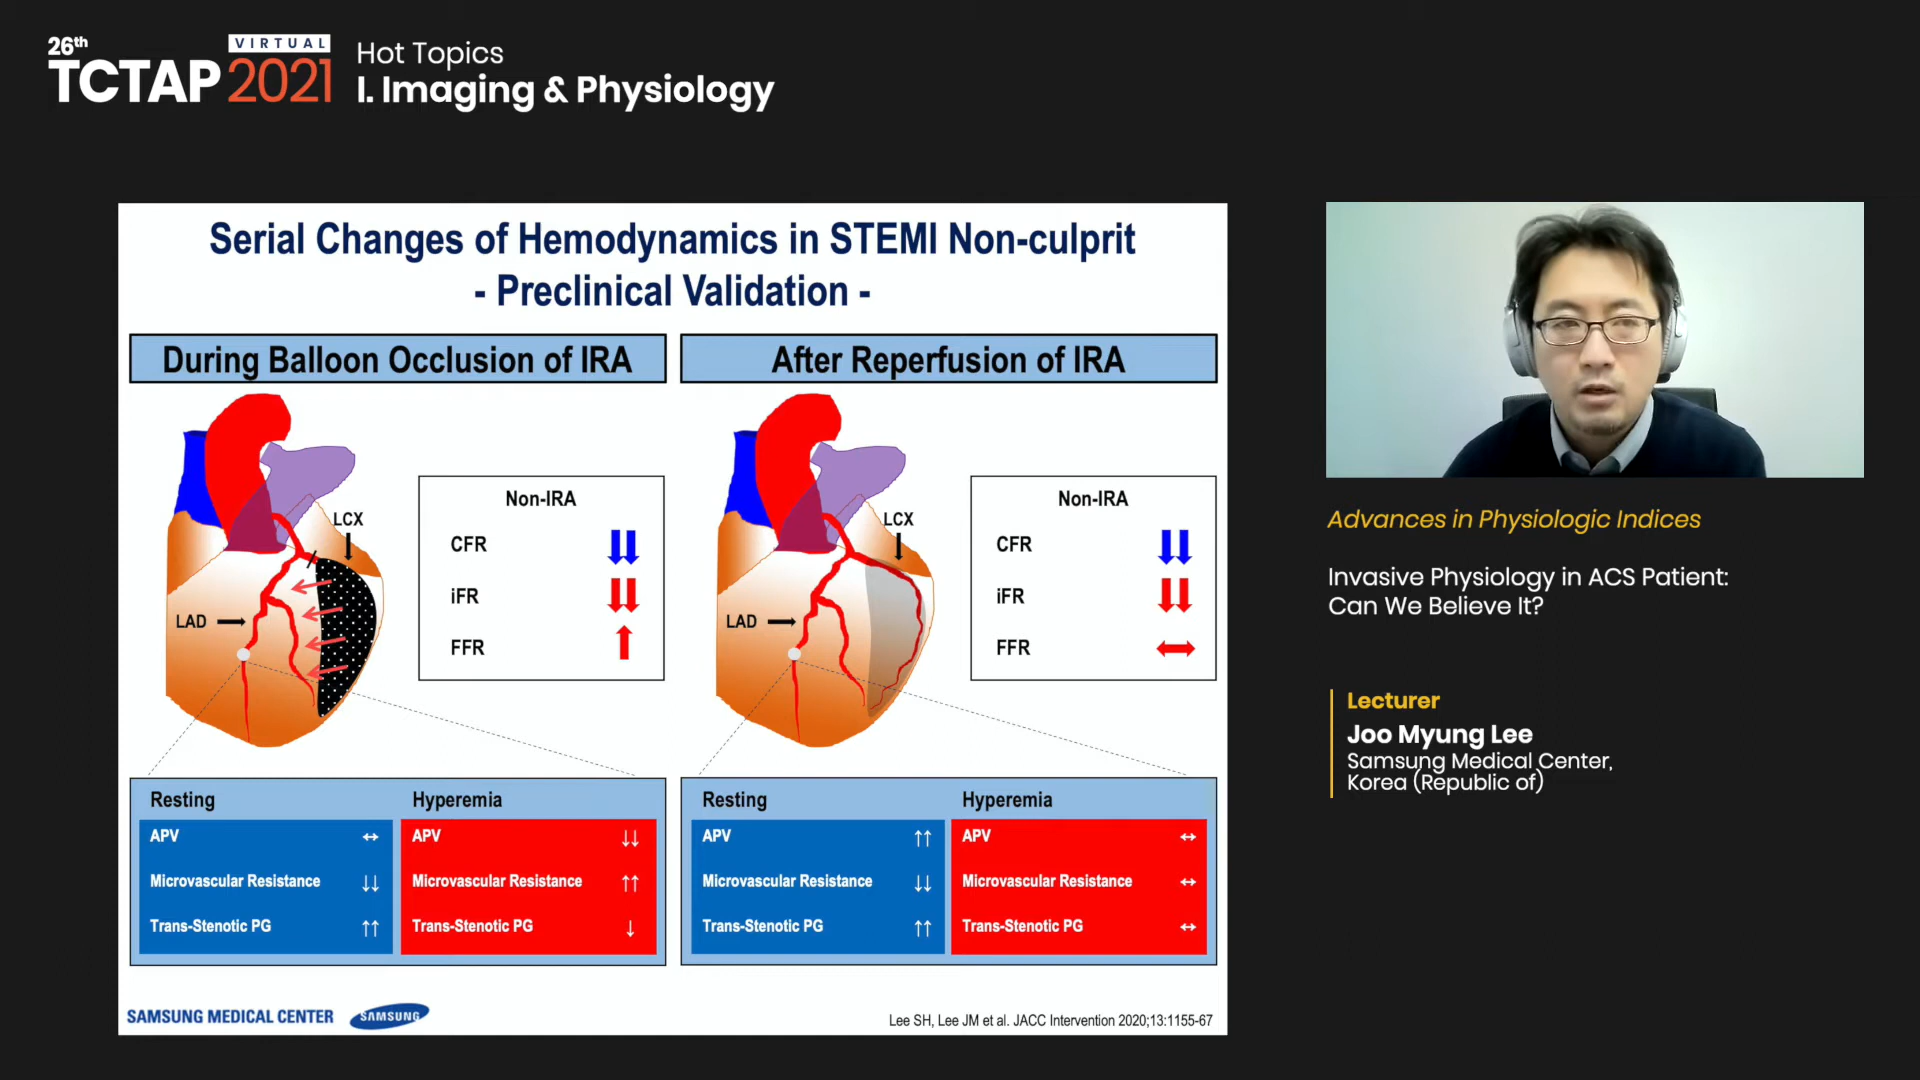 26th
VIRTUAL
TCTAP 2021
Hot Topics
I. Imaging & Physiology
Serial Changes of Hemodynamics in STEMI Non-culprit
- Preclinical Validation -
During Balloon Occlusion of IRA
LCX
LAD
Non-IRA
CFR
iFR
FFR
Resting
APV ↔
Microvascular Resistance ↓↓
Trans-Stenotic PG ↑↑
Hyperemia
APV ↓↓
Microvascular Resistance ↑↑
Trans-Stenotic PG ↓
After Reperfusion of IRA
LCX
LAD
Non-IRA
CFR
iFR
FFR
Resting
APV ↑↑
Microvascular Resistance ↓↓
Trans-Stenotic PG ↑↑
Hyperemia
APV ↔
Microvascular Resistance ↔
Trans-Stenotic PG ↔
SAMSUNG MEDICAL CENTER
SAMSUNG
Lee SH, Lee JM et al. JACC Intervention 2020;13:1155-67
Advances in Physiologic Indices
Invasive Physiology in ACS Patient:
Can We Believe It?
Lecturer
Joo Myung Lee
Samsung Medical Center,
Korea (Republic of)